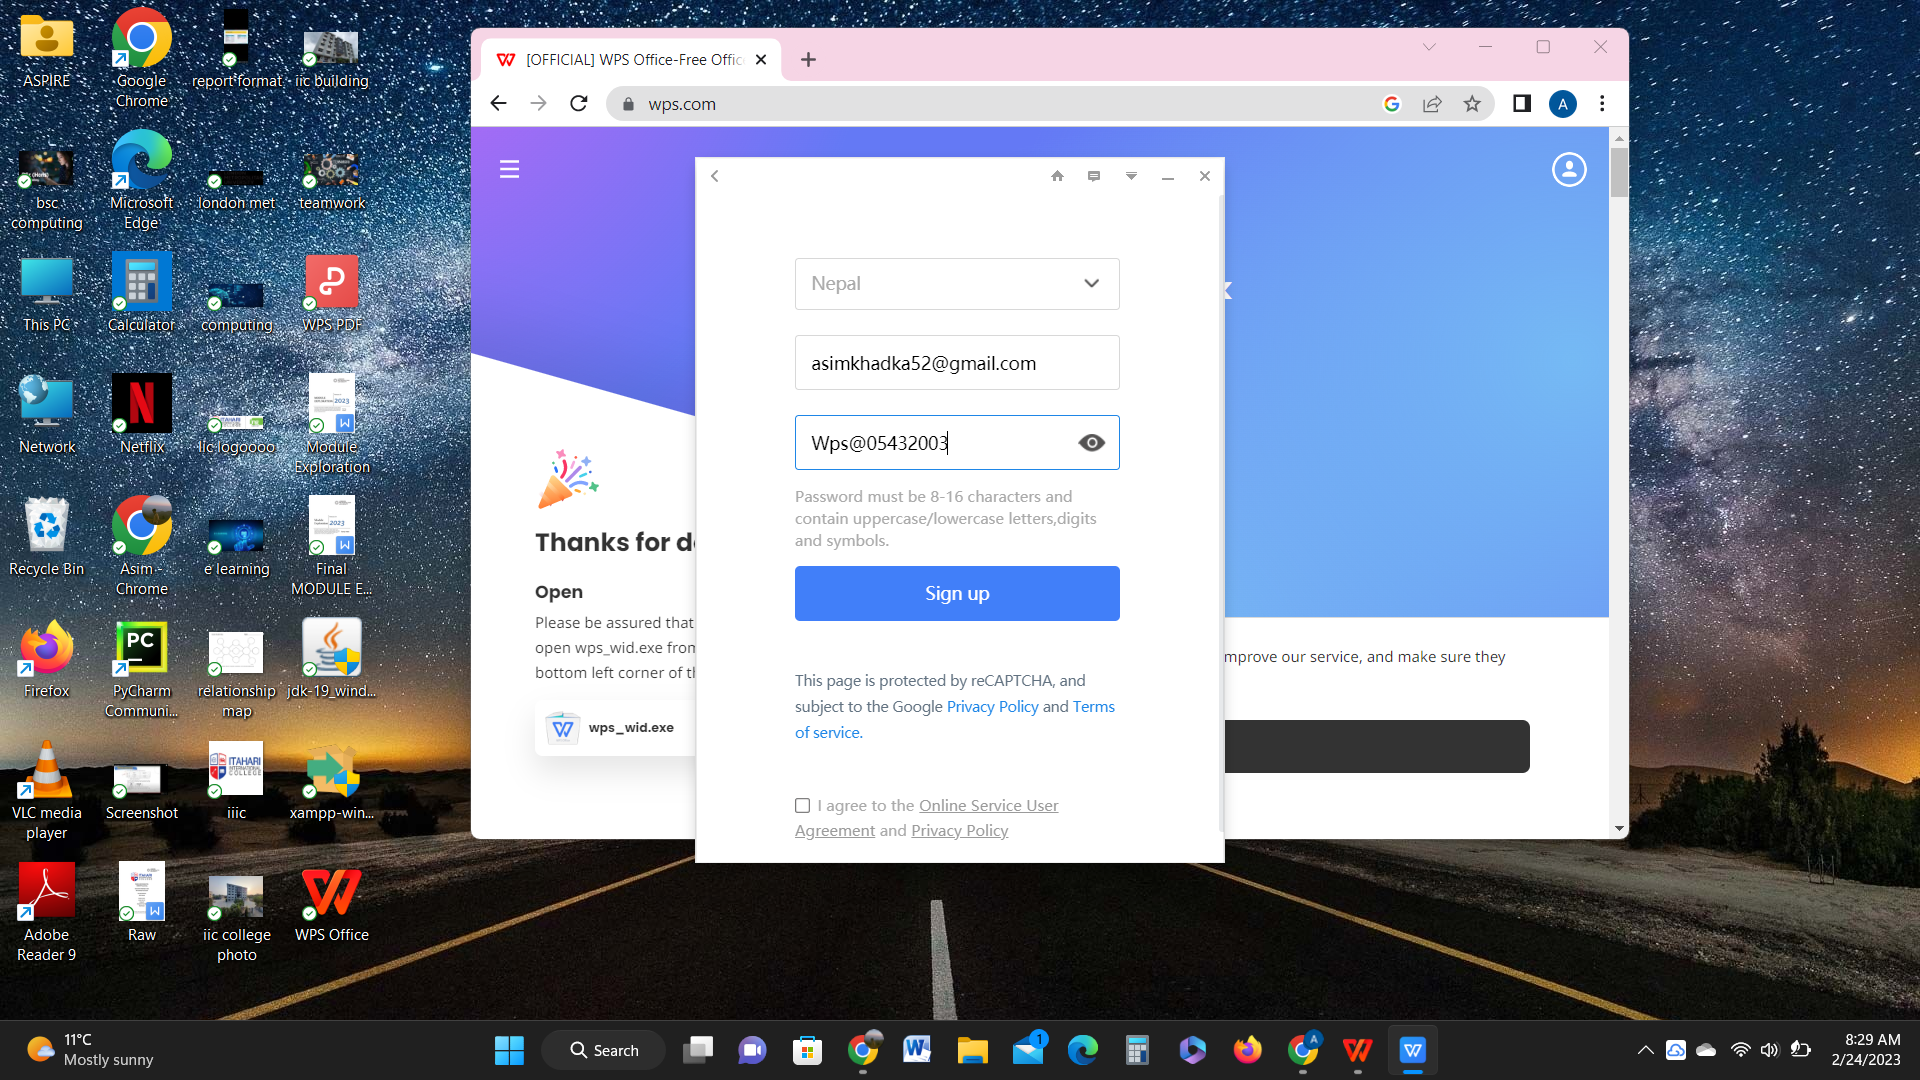 ASPIRE
Google
Chrome
report format
iic building
bsc
computing
Microsoft
Edge
london met
teamwork
This PC
Calculator
computing
WPS PDF
Network
Netflix
iic logoooo
Module
Exploration
Recycle Bin
Asim -
Chrome
e learning
Final
MODULE E...
Firefox
PyCharm
Communi...
relationship
map
jdk-19_wind...
VLC media
player
Screenshot
iiic
xampp-win...
Adobe
Reader 9
Raw
iic college
photo
WPS Office
[OFFICIAL] WPS Office-Free Offic
wps.com
A
Nepal
asimkhadka52@gmail.com
Wps@05432003
Password must be 8-16 characters and
contain uppercase/lowercase letters,digits
and symbols.
Sign up
This page is protected by reCAPTCHA, and
subject to the Google Privacy Policy and Terms
of service.
I agree to the Online Service User
Agreement and Privacy Policy
Thanks for d
Open
Please be assured that
open wps_wid.exe from
bottom left corner of th
wps_wid.exe
mprove our service, and make sure they
11°C
Mostly sunny
Search
1
A
8:29 AM
2/24/2023